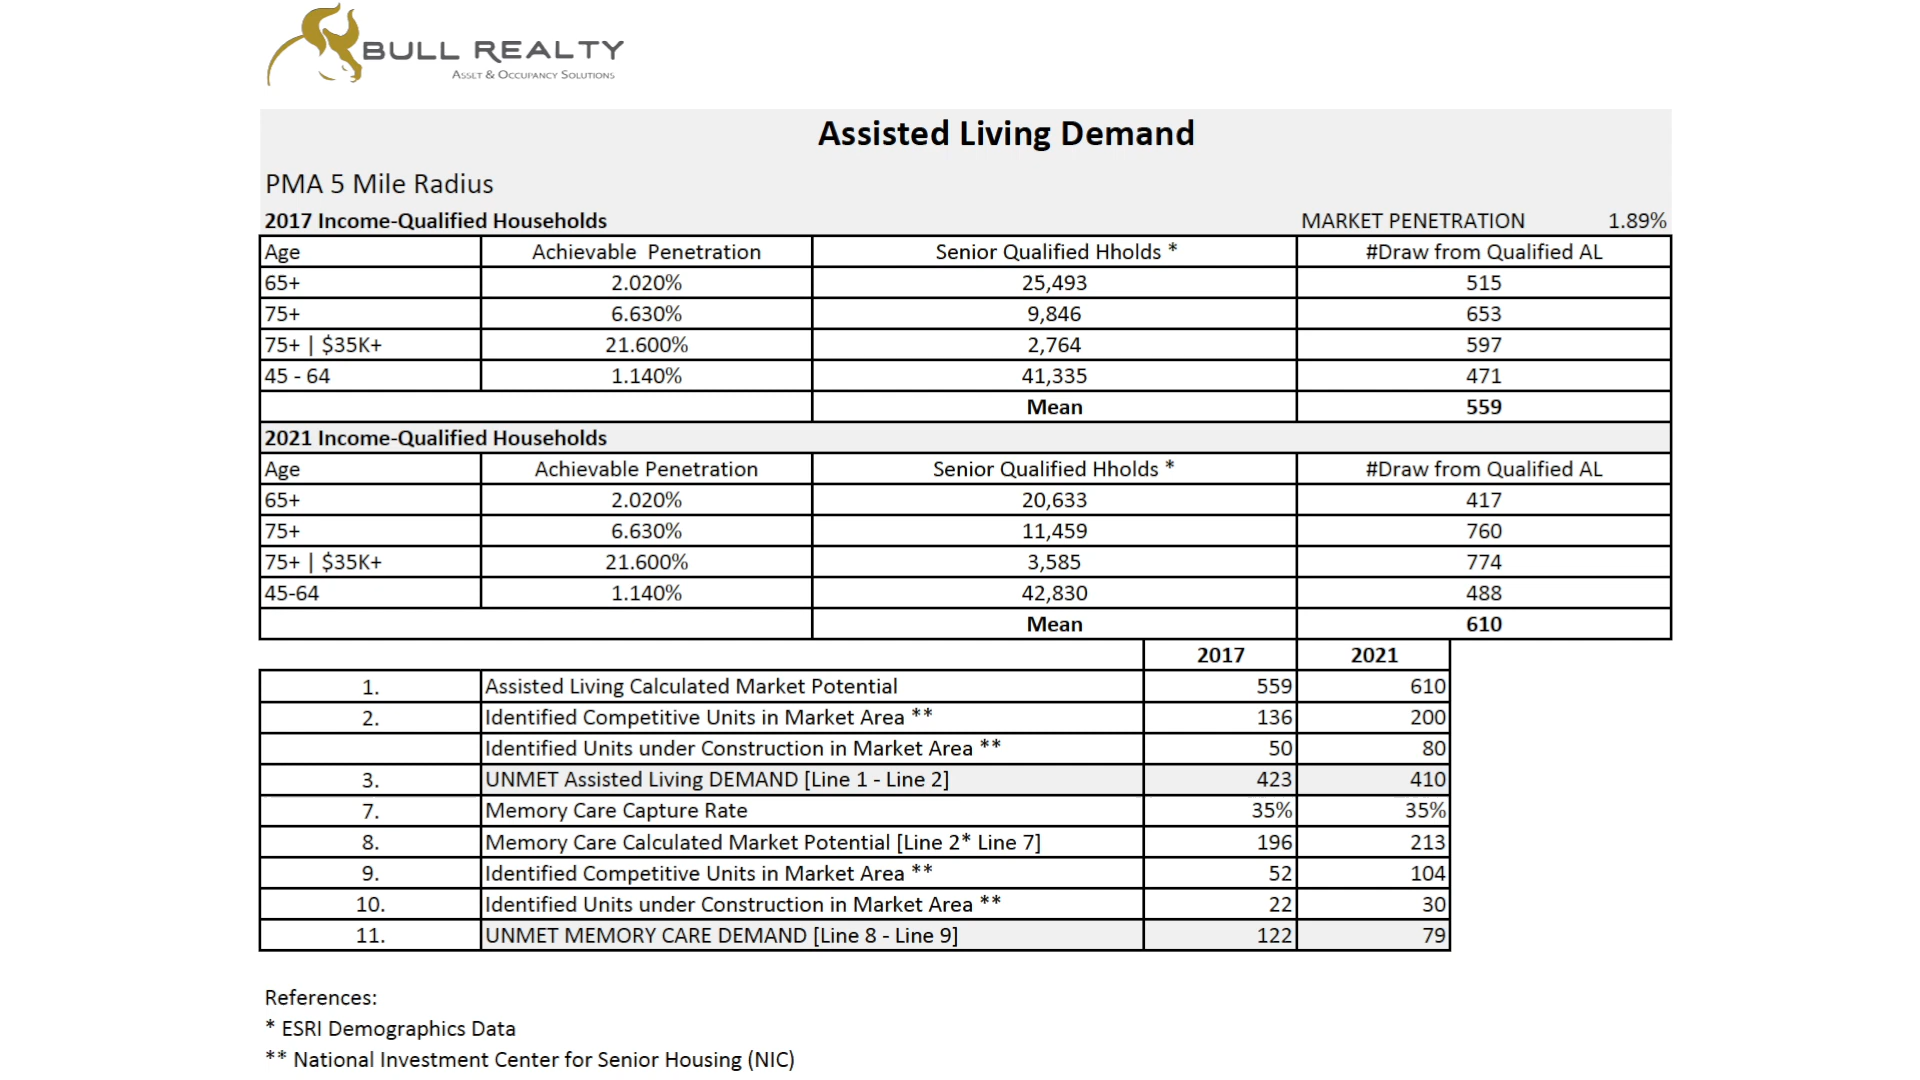 BULL REALTY
ASSET & OCCUPANCY SOLUTIONS
Assisted Living Demand
PMA 5 Mile Radius
2017 Income-Qualified Households MARKET PENETRATION 1.89%
Age Achievable Penetration Senior Qualified Hholds * #Draw from Qualified AL
65+ 2.020% 25,493 515
75+ 6.630% 9,846 653
75+ | $35K+ 21.600% 2,764 597
45 - 64 1.140% 41,335 471
Mean 559
2021 Income-Qualified Households
Age Achievable Penetration Senior Qualified Hholds * #Draw from Qualified AL
65+ 2.020% 20,633 417
75+ 6.630% 11,459 760
75+ | $35K+ 21.600% 3,585 774
45-64 1.140% 42,830 488
Mean 610
2017 2021
1. Assisted Living Calculated Market Potential 559 610
2. Identified Competitive Units in Market Area ** 136 200
Identified Units under Construction in Market Area ** 50 80
3. UNMET Assisted Living DEMAND [Line 1 - Line 2] 423 410
7. Memory Care Capture Rate 35% 35%
8. Memory Care Calculated Market Potential [Line 2* Line 7] 196 213
9. Identified Competitive Units in Market Area ** 52 104
10. Identified Units under Construction in Market Area ** 22 30
11. UNMET MEMORY CARE DEMAND [Line 8 - Line 9] 122 79
References:
* ESRI Demographics Data
** National Investment Center for Senior Housing (NIC)